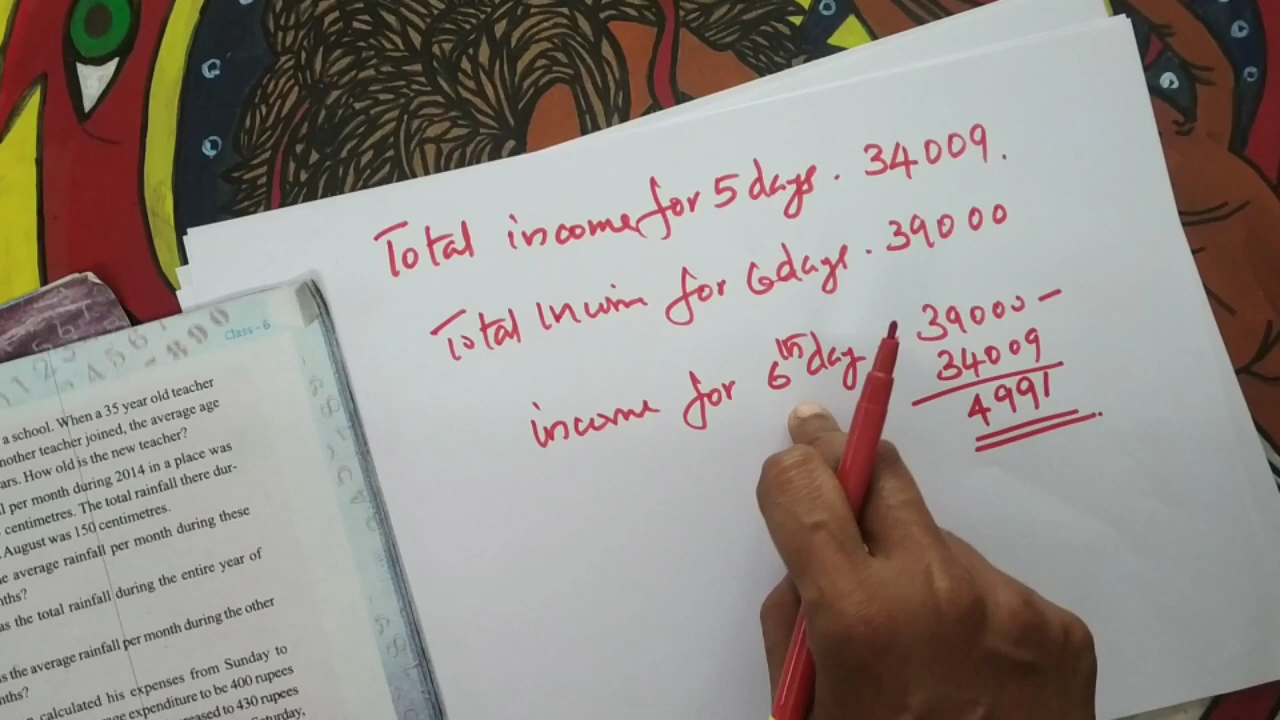 Total income for 5 days. 34009.
Total Incom for 6 days. 39000
income for 6th day
39000 -
34009
4991
Class-6
a school. When a 35 year old teacher
nother teacher joined, the average age
ars. How old is the new teacher?
l per month during 2014 in a place was
centimetres. The total rainfall there dur-
August was 150 centimetres.
e average rainfall per month during these
nths?
as the total rainfall during the entire year of
s the average rainfall per month during the other
nths?
calculated his expenses from Sunday to
ge expenditure to be 400 rupees
eased to 430 rupees
Saturday,